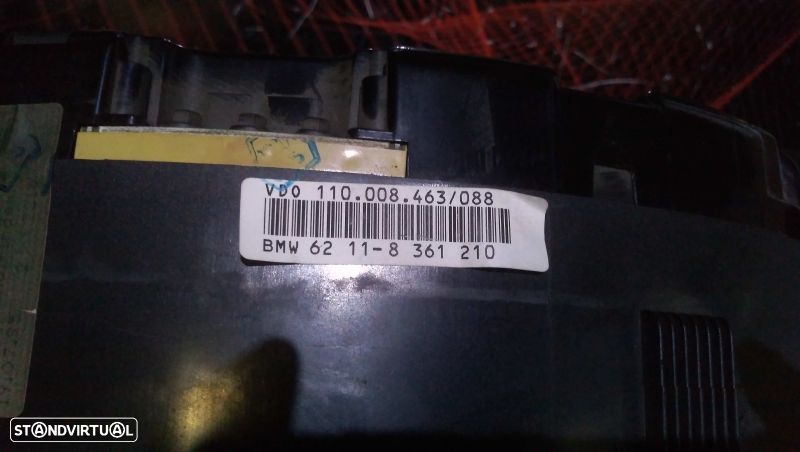 VDO 110.008.463/088
BMW 62 11-8 361 210
STANDVIRTUAL